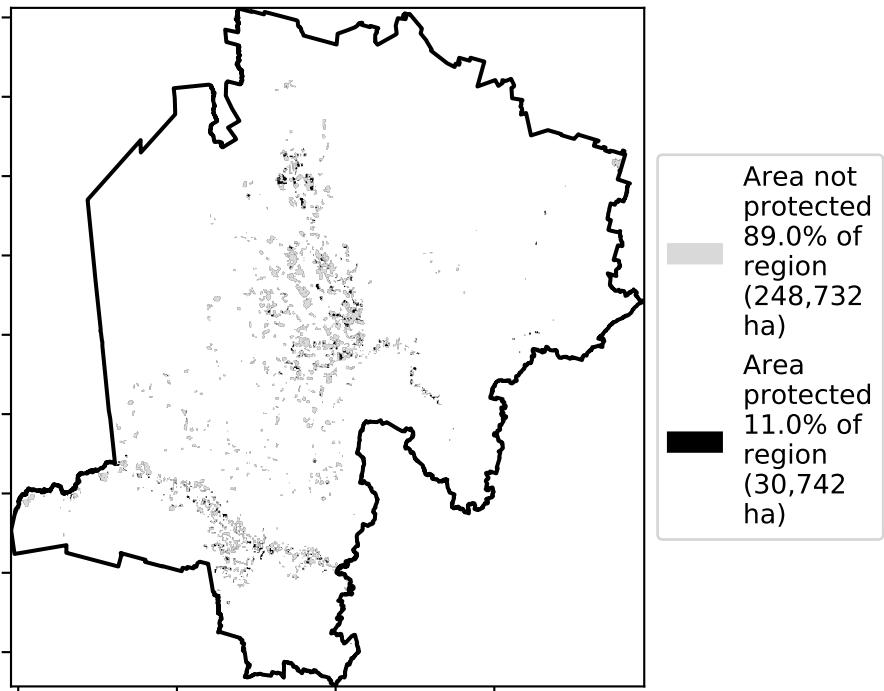 Area not
protected
89.0% of
region
(248,732
ha)
Area
protected
11.0% of
region
(30,742
ha)